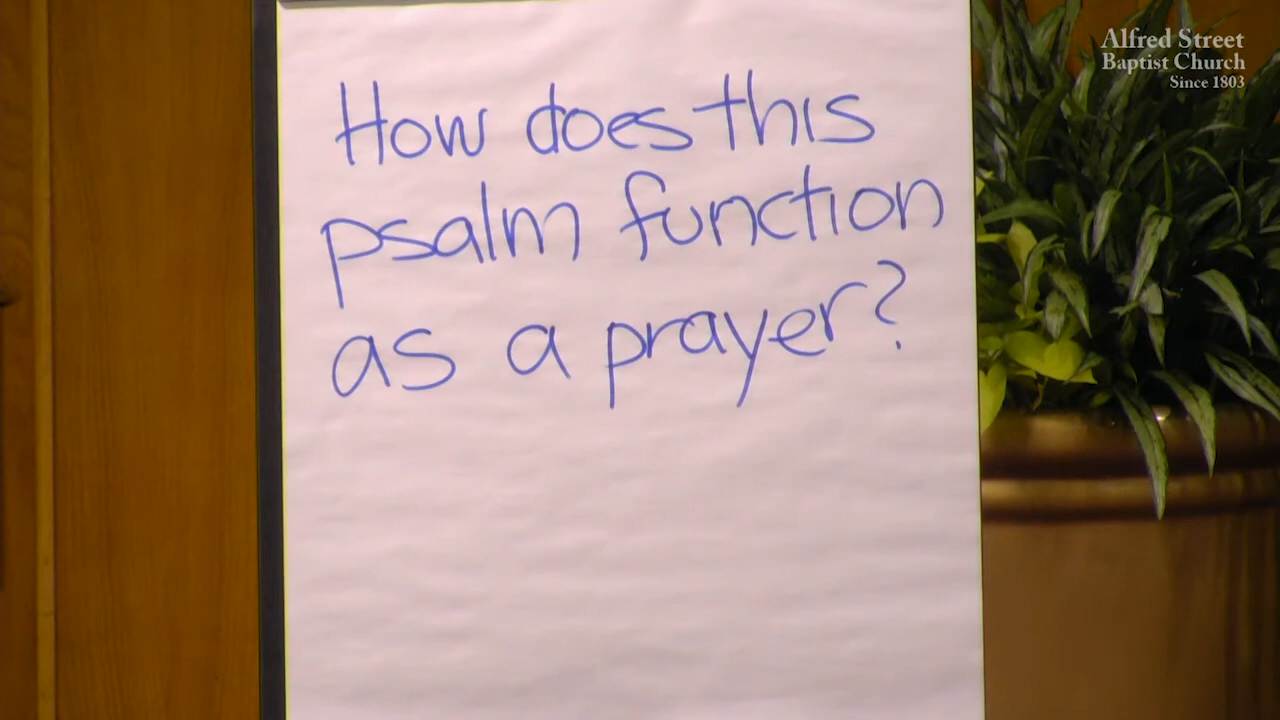 Alfred Street
Baptist Church
Since 1803
How does this
psalm function
as a prayer?